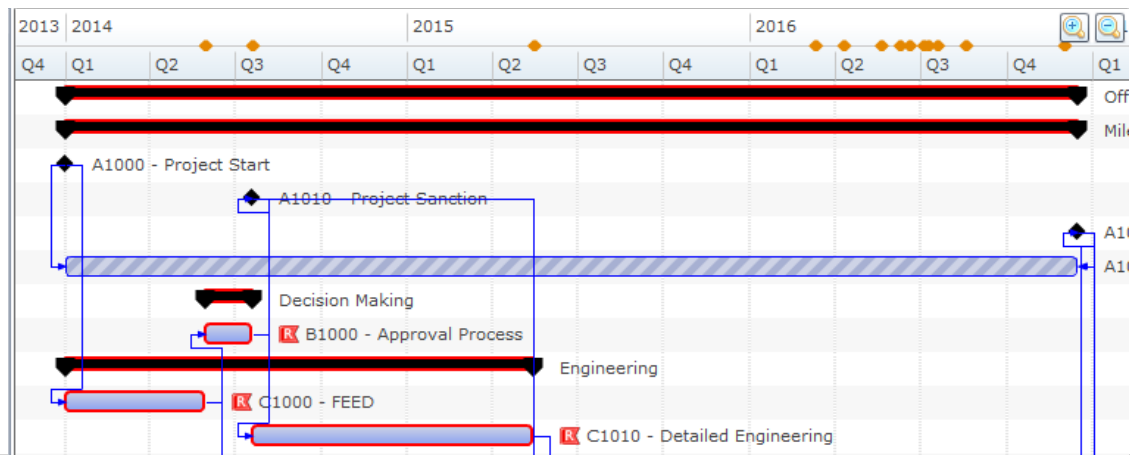 2013 2014 2015 2016
Q4 Q1 Q2 Q3 Q4 Q1 Q2 Q3 Q4 Q1 Q2 Q3 Q4 Q1
Off
Mile
A1000 - Project Start
A1010 - Project Sanction
A10
A10
Decision Making
R B1000 - Approval Process
Engineering
R C1000 - FEED
R C1010 - Detailed Engineering